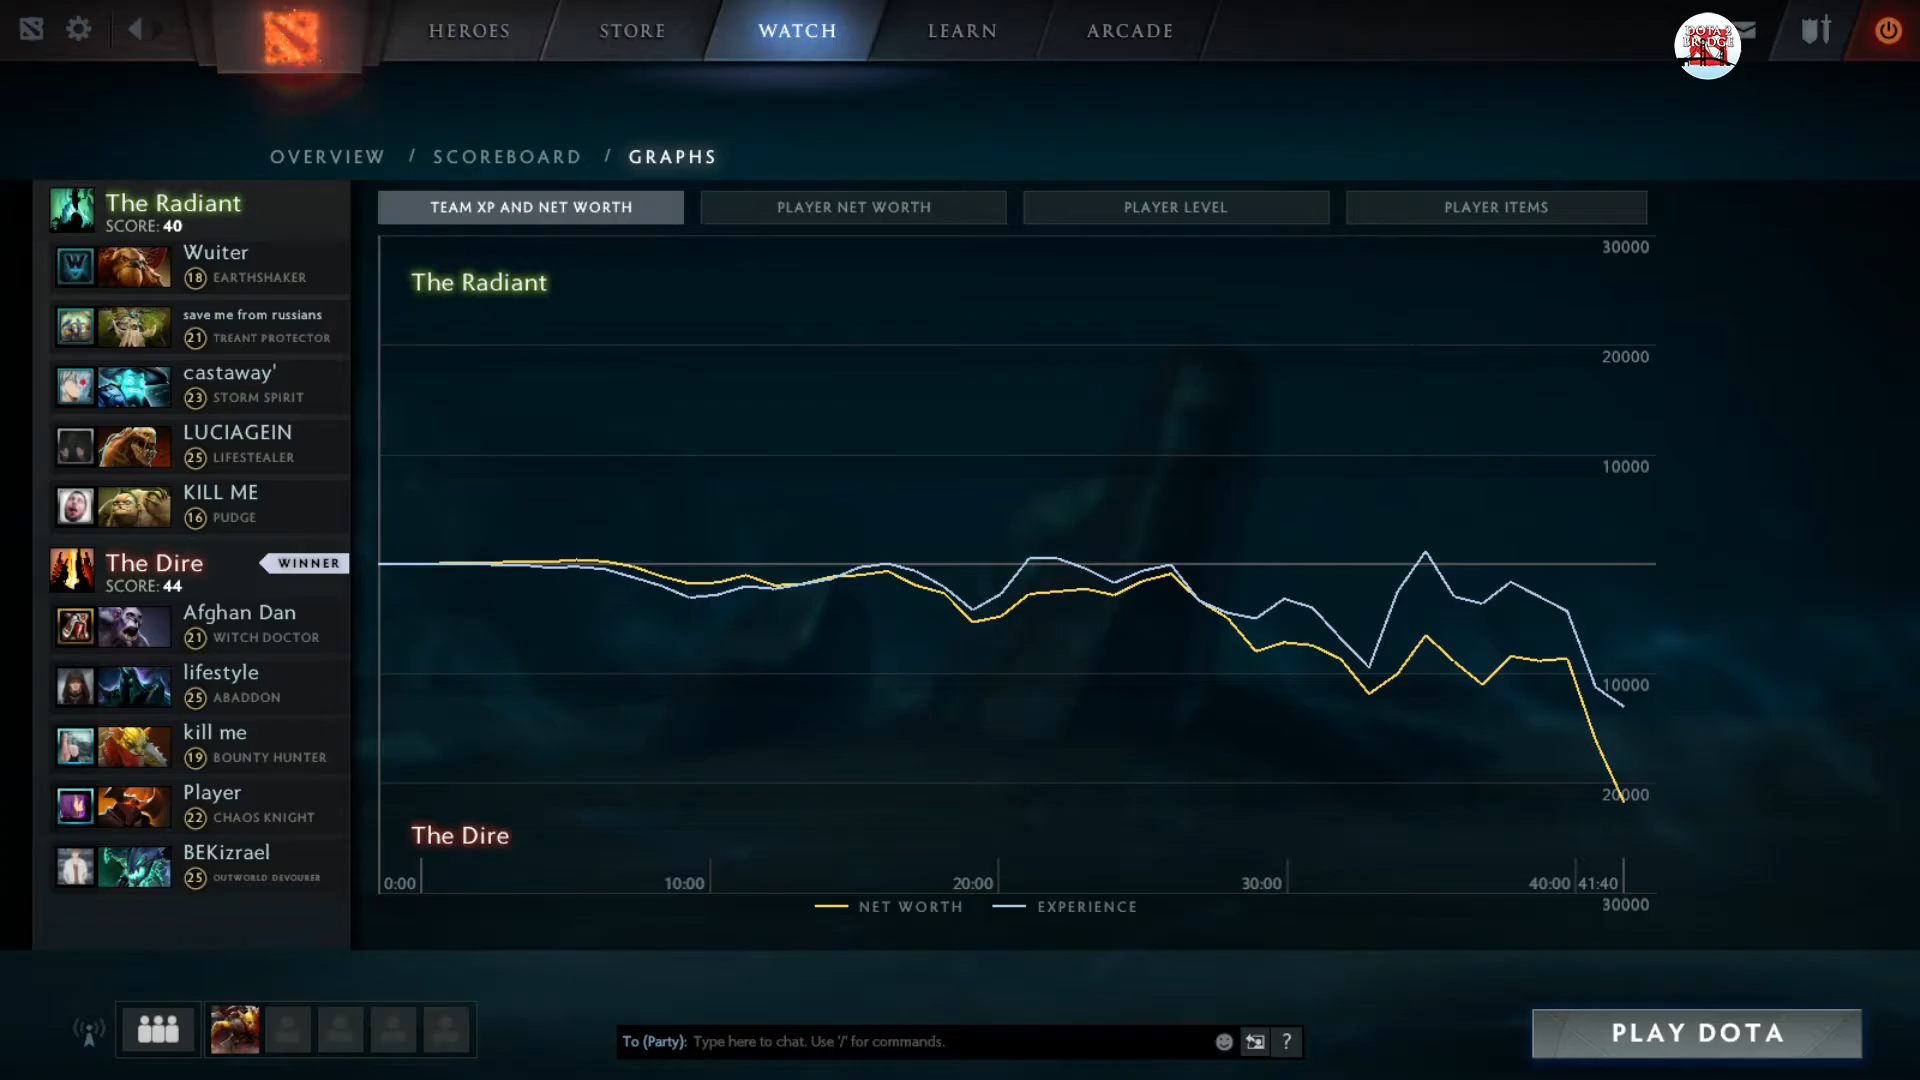 HEROES
STORE
WATCH
LEARN
ARCADE
DOTA 2
BRIDGE
OVERVIEW / SCOREBOARD / GRAPHS
The Radiant
SCORE: 40
Wuiter
18 EARTHSHAKER
save me from russians
21 TREANT PROTECTOR
castaway'
23 STORM SPIRIT
LUCIAGEIN
25 LIFESTEALER
KILL ME
16 PUDGE
The Dire
WINNER
SCORE: 44
Afghan Dan
21 WITCH DOCTOR
lifestyle
25 ABADDON
kill me
19 BOUNTY HUNTER
Player
22 CHAOS KNIGHT
BEKizrael
25 OUTWORLD DEVOURER
TEAM XP AND NET WORTH
PLAYER NET WORTH
PLAYER LEVEL
PLAYER ITEMS
The Radiant
30000
20000
10000
10000
20000
30000
The Dire
0:00
10:00
20:00
30:00
40:00
41:40
NET WORTH
EXPERIENCE
To (Party): Type here to chat. Use '/' for commands.
?
PLAY DOTA